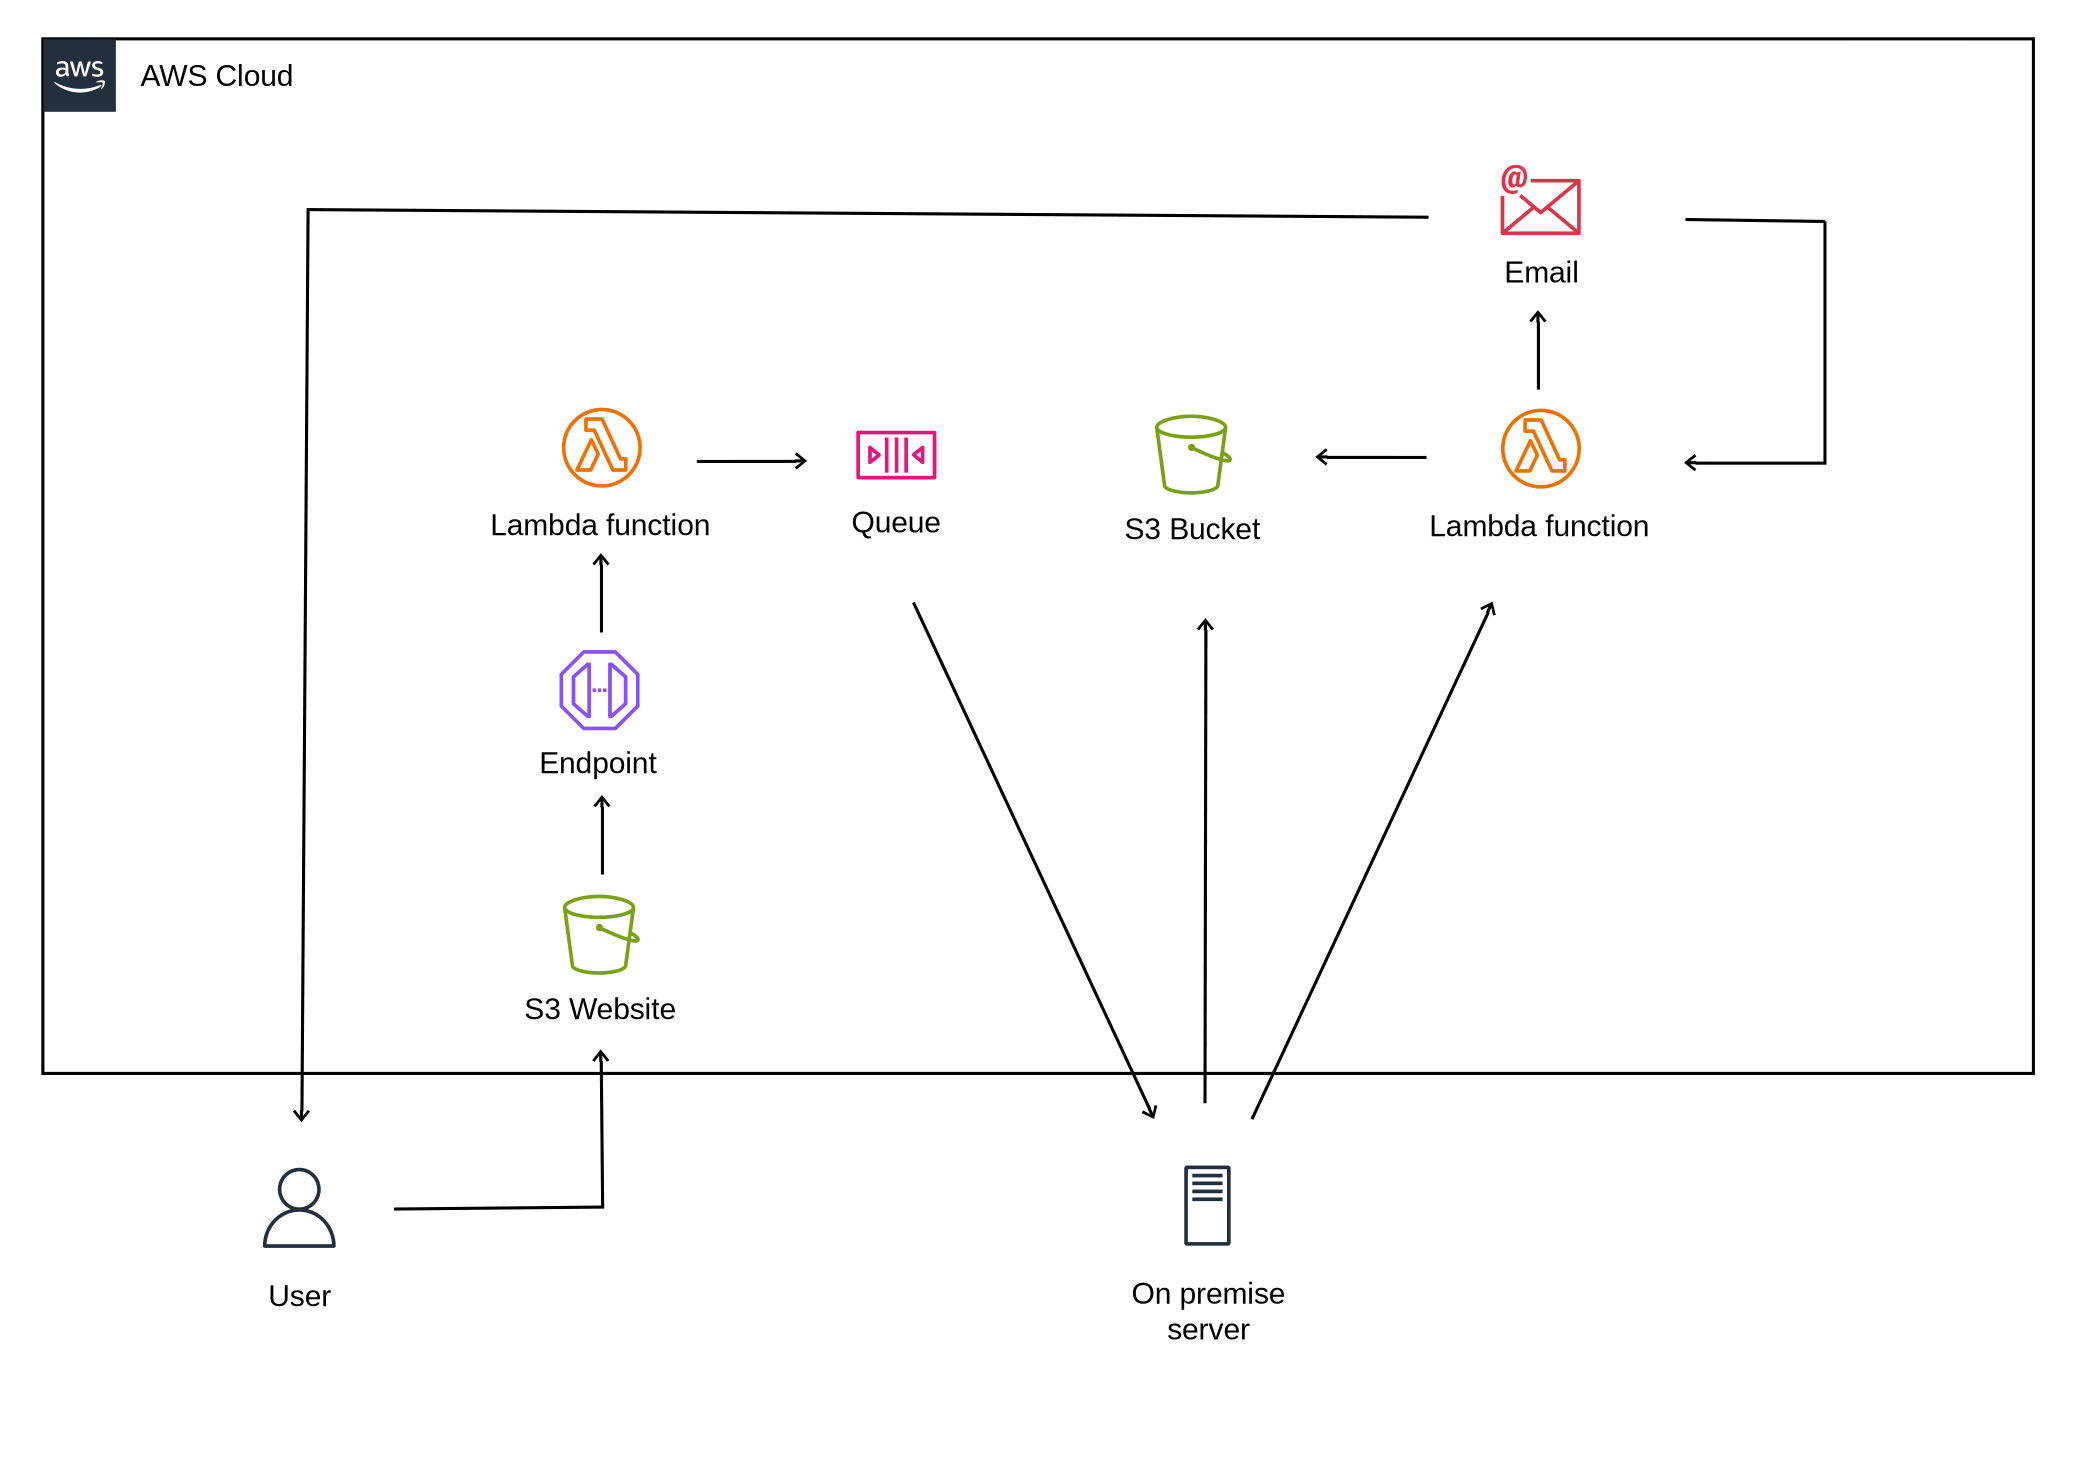 aws
AWS Cloud
@
Email
Lambda function
Queue
S3 Bucket
Lambda function
Endpoint
S3 Website
User
On premise
server